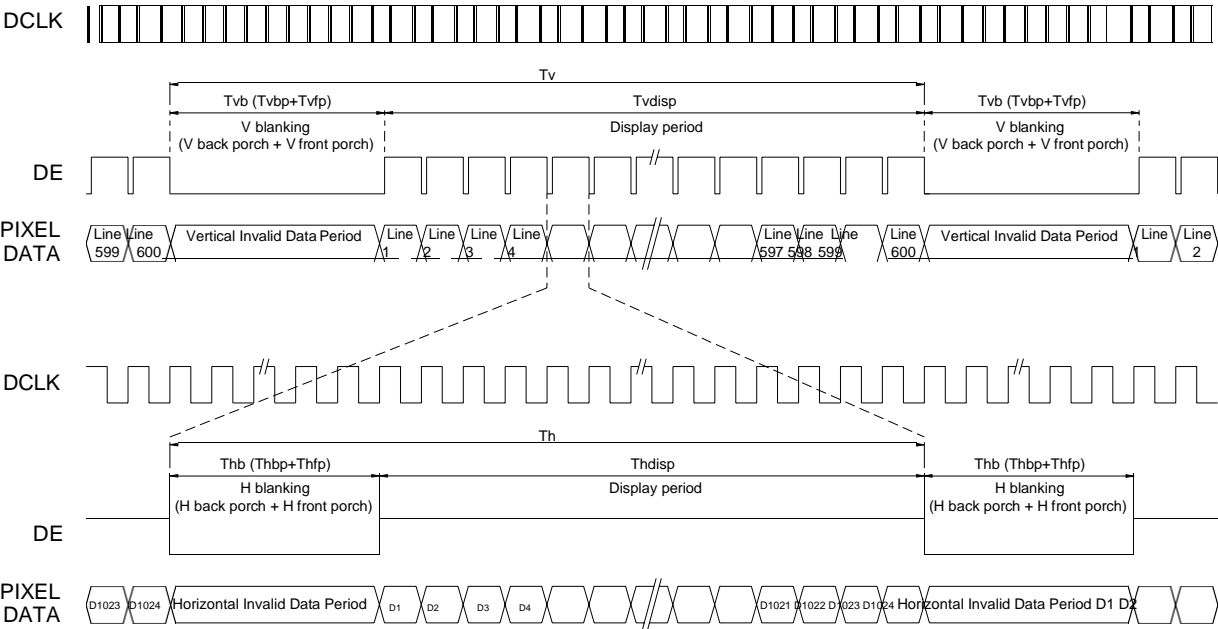 DCLK
Tv
Tvb (Tvbp+Tvfp)
Tvdisp
Tvb (Tvbp+Tvfp)
V blanking
(V back porch + V front porch)
Display period
V blanking
(V back porch + V front porch)
DE
PIXEL
DATA
Line
599
Line
600
Vertical Invalid Data Period
Line
1
Line
2
Line
3
Line
4
Line
597
Line
598
Line
599
Line
600
Vertical Invalid Data Period
Line
1
Line
2
DCLK
Th
Thb (Thbp+Thfp)
Thdisp
Thb (Thbp+Thfp)
H blanking
(H back porch + H front porch)
Display period
H blanking
(H back porch + H front porch)
DE
PIXEL
DATA
D1023 D1024 Horizontal Invalid Data Period D1 D2 D3 D4 D1021 D1022 D1023 D1024 Horizontal Invalid Data Period D1 D2